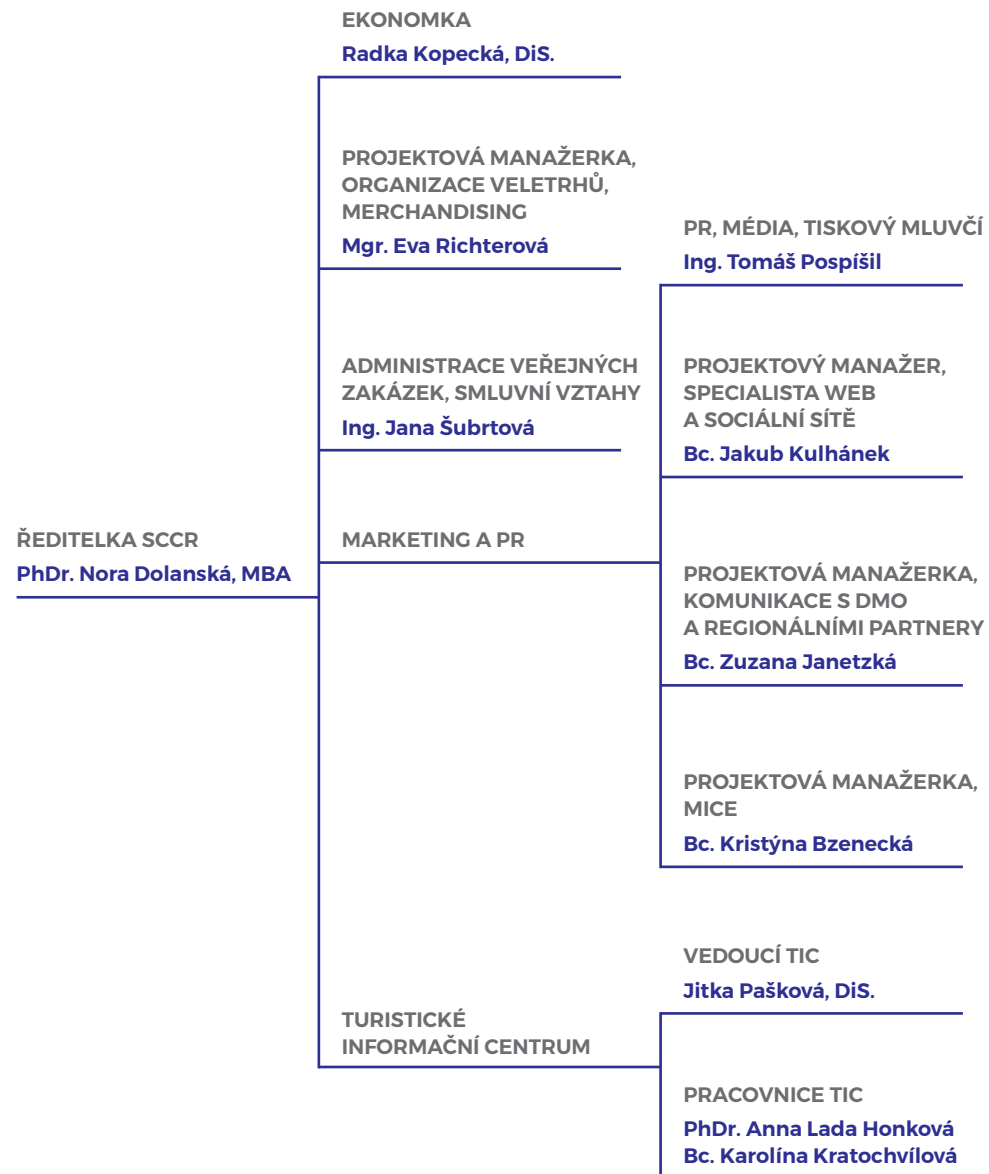 EKONOMKA
Radka Kopecká, DiS.
PROJEKTOVÁ MANAŽERKA,
ORGANIZACE VELETRHŮ,
MERCHANDISING
Mgr. Eva Richterová
ADMINISTRACE VEŘEJNÝCH
ZAKÁZEK, SMLUVNÍ VZTAHY
Ing. Jana Šubrtová
ŘEDITELKA SCCR
PhDr. Nora Dolanská, MBA
MARKETING A PR
PR, MÉDIA, TISKOVÝ MLUVČÍ
Ing. Tomáš Pospíšil
PROJEKTOVÝ MANAŽER,
SPECIALISTA WEB
A SOCIÁLNÍ SÍTĚ
Bc. Jakub Kulhánek
PROJEKTOVÁ MANAŽERKA,
KOMUNIKACE S DMO
A REGIONÁLNÍMI PARTNERY
Bc. Zuzana Janetzká
PROJEKTOVÁ MANAŽERKA,
MICE
Bc. Kristýna Bzenecká
TURISTICKÉ
INFORMAČNÍ CENTRUM
VEDOUCÍ TIC
Jitka Pašková, DiS.
PRACOVNICE TIC
PhDr. Anna Lada Honková
Bc. Karolína Kratochvílová